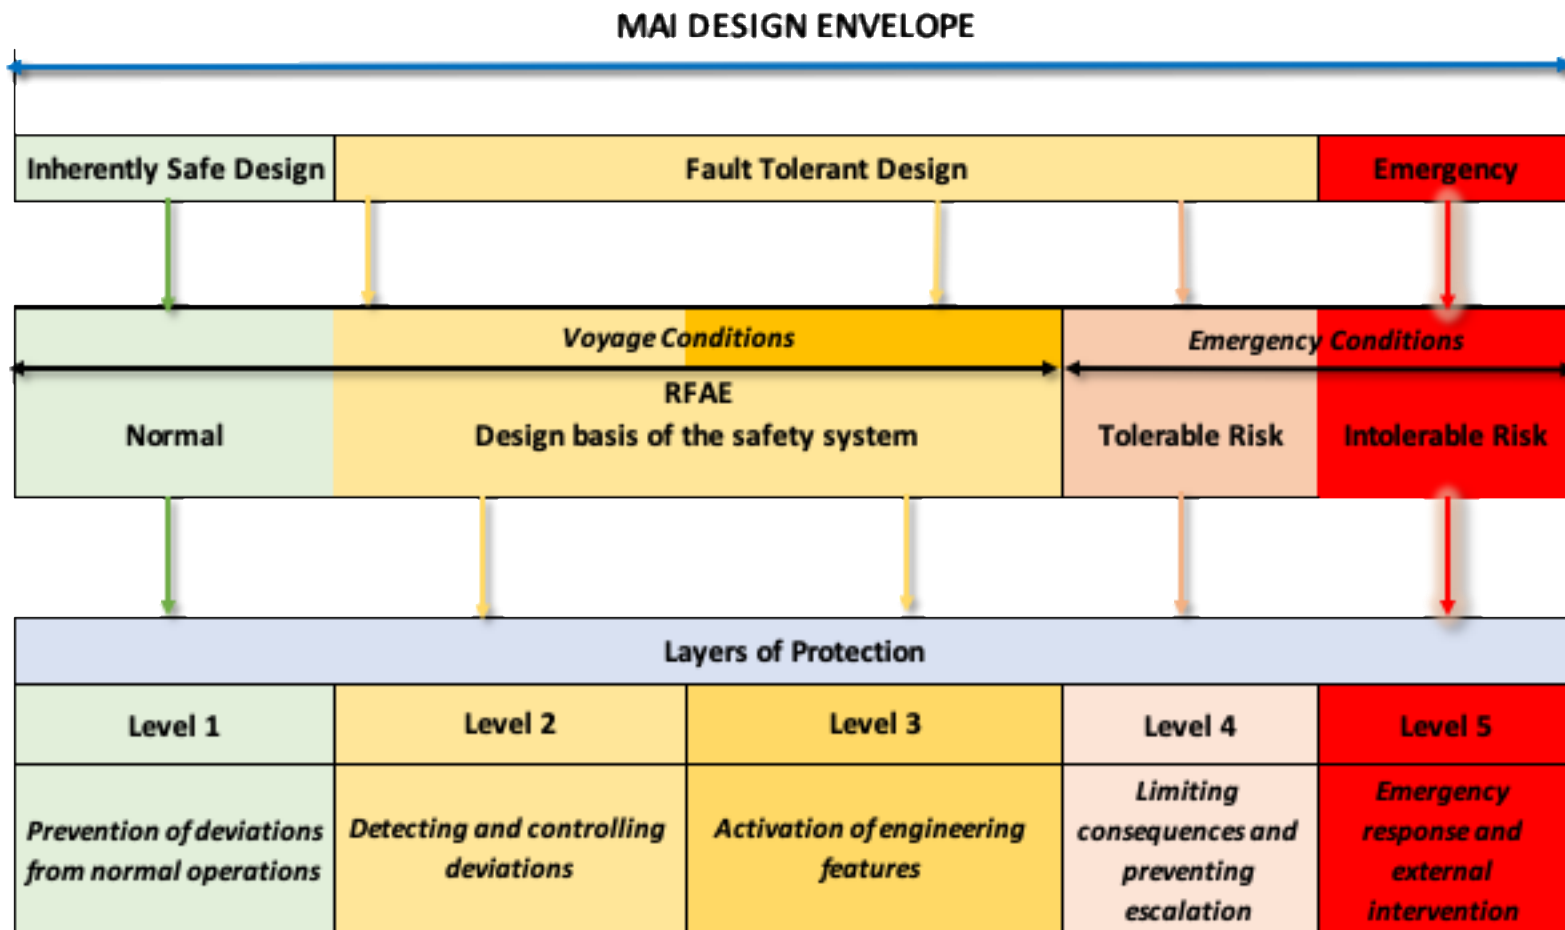 MAI DESIGN ENVELOPE
Inherently Safe Design
Fault Tolerant Design
Emergency
Voyage Conditions
Emergency Conditions
RFAE
Normal
Design basis of the safety system
Tolerable Risk
Intolerable Risk
Layers of Protection
Level 1
Level 2
Level 3
Level 4
Level 5
Prevention of deviations
from normal operations
Detecting and controlling
deviations
Activation of engineering
features
Limiting
consequences and
preventing
escalation
Emergency
response and
external
intervention